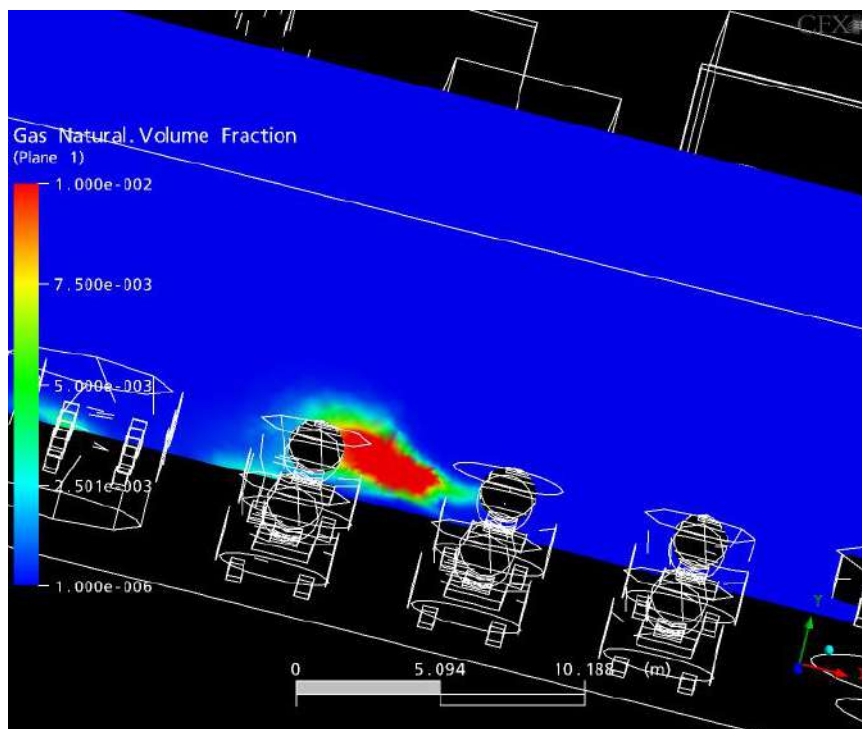 CFX
Gas Natural.Volume Fraction
(Plane 1)
1.000e-002
7.500e-003
5.000e-003
2.501e-003
1.000e-006
0 5.094 10.188 (m)
Y
X